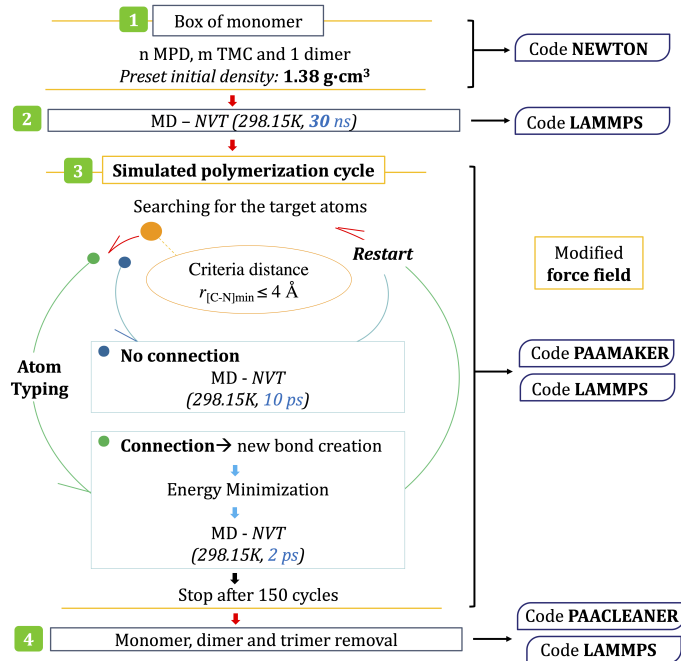 1
Box of monomer
n MPD, m TMC and 1 dimer
Preset initial density: 1.38 g·cm³
Code NEWTON
2
MD – NVT (298.15K, 30 ns)
Code LAMMPS
3
Simulated polymerization cycle
Searching for the target atoms
Restart
Criteria distance
r[C-N]min ≤ 4 Å
Modified
force field
No connection
MD - NVT
(298.15K, 10 ps)
Atom
Typing
Code PAAMAKER
Code LAMMPS
Connection→ new bond creation
Energy Minimization
MD - NVT
(298.15K, 2 ps)
Stop after 150 cycles
4
Monomer, dimer and trimer removal
Code PAACLEANER
Code LAMMPS